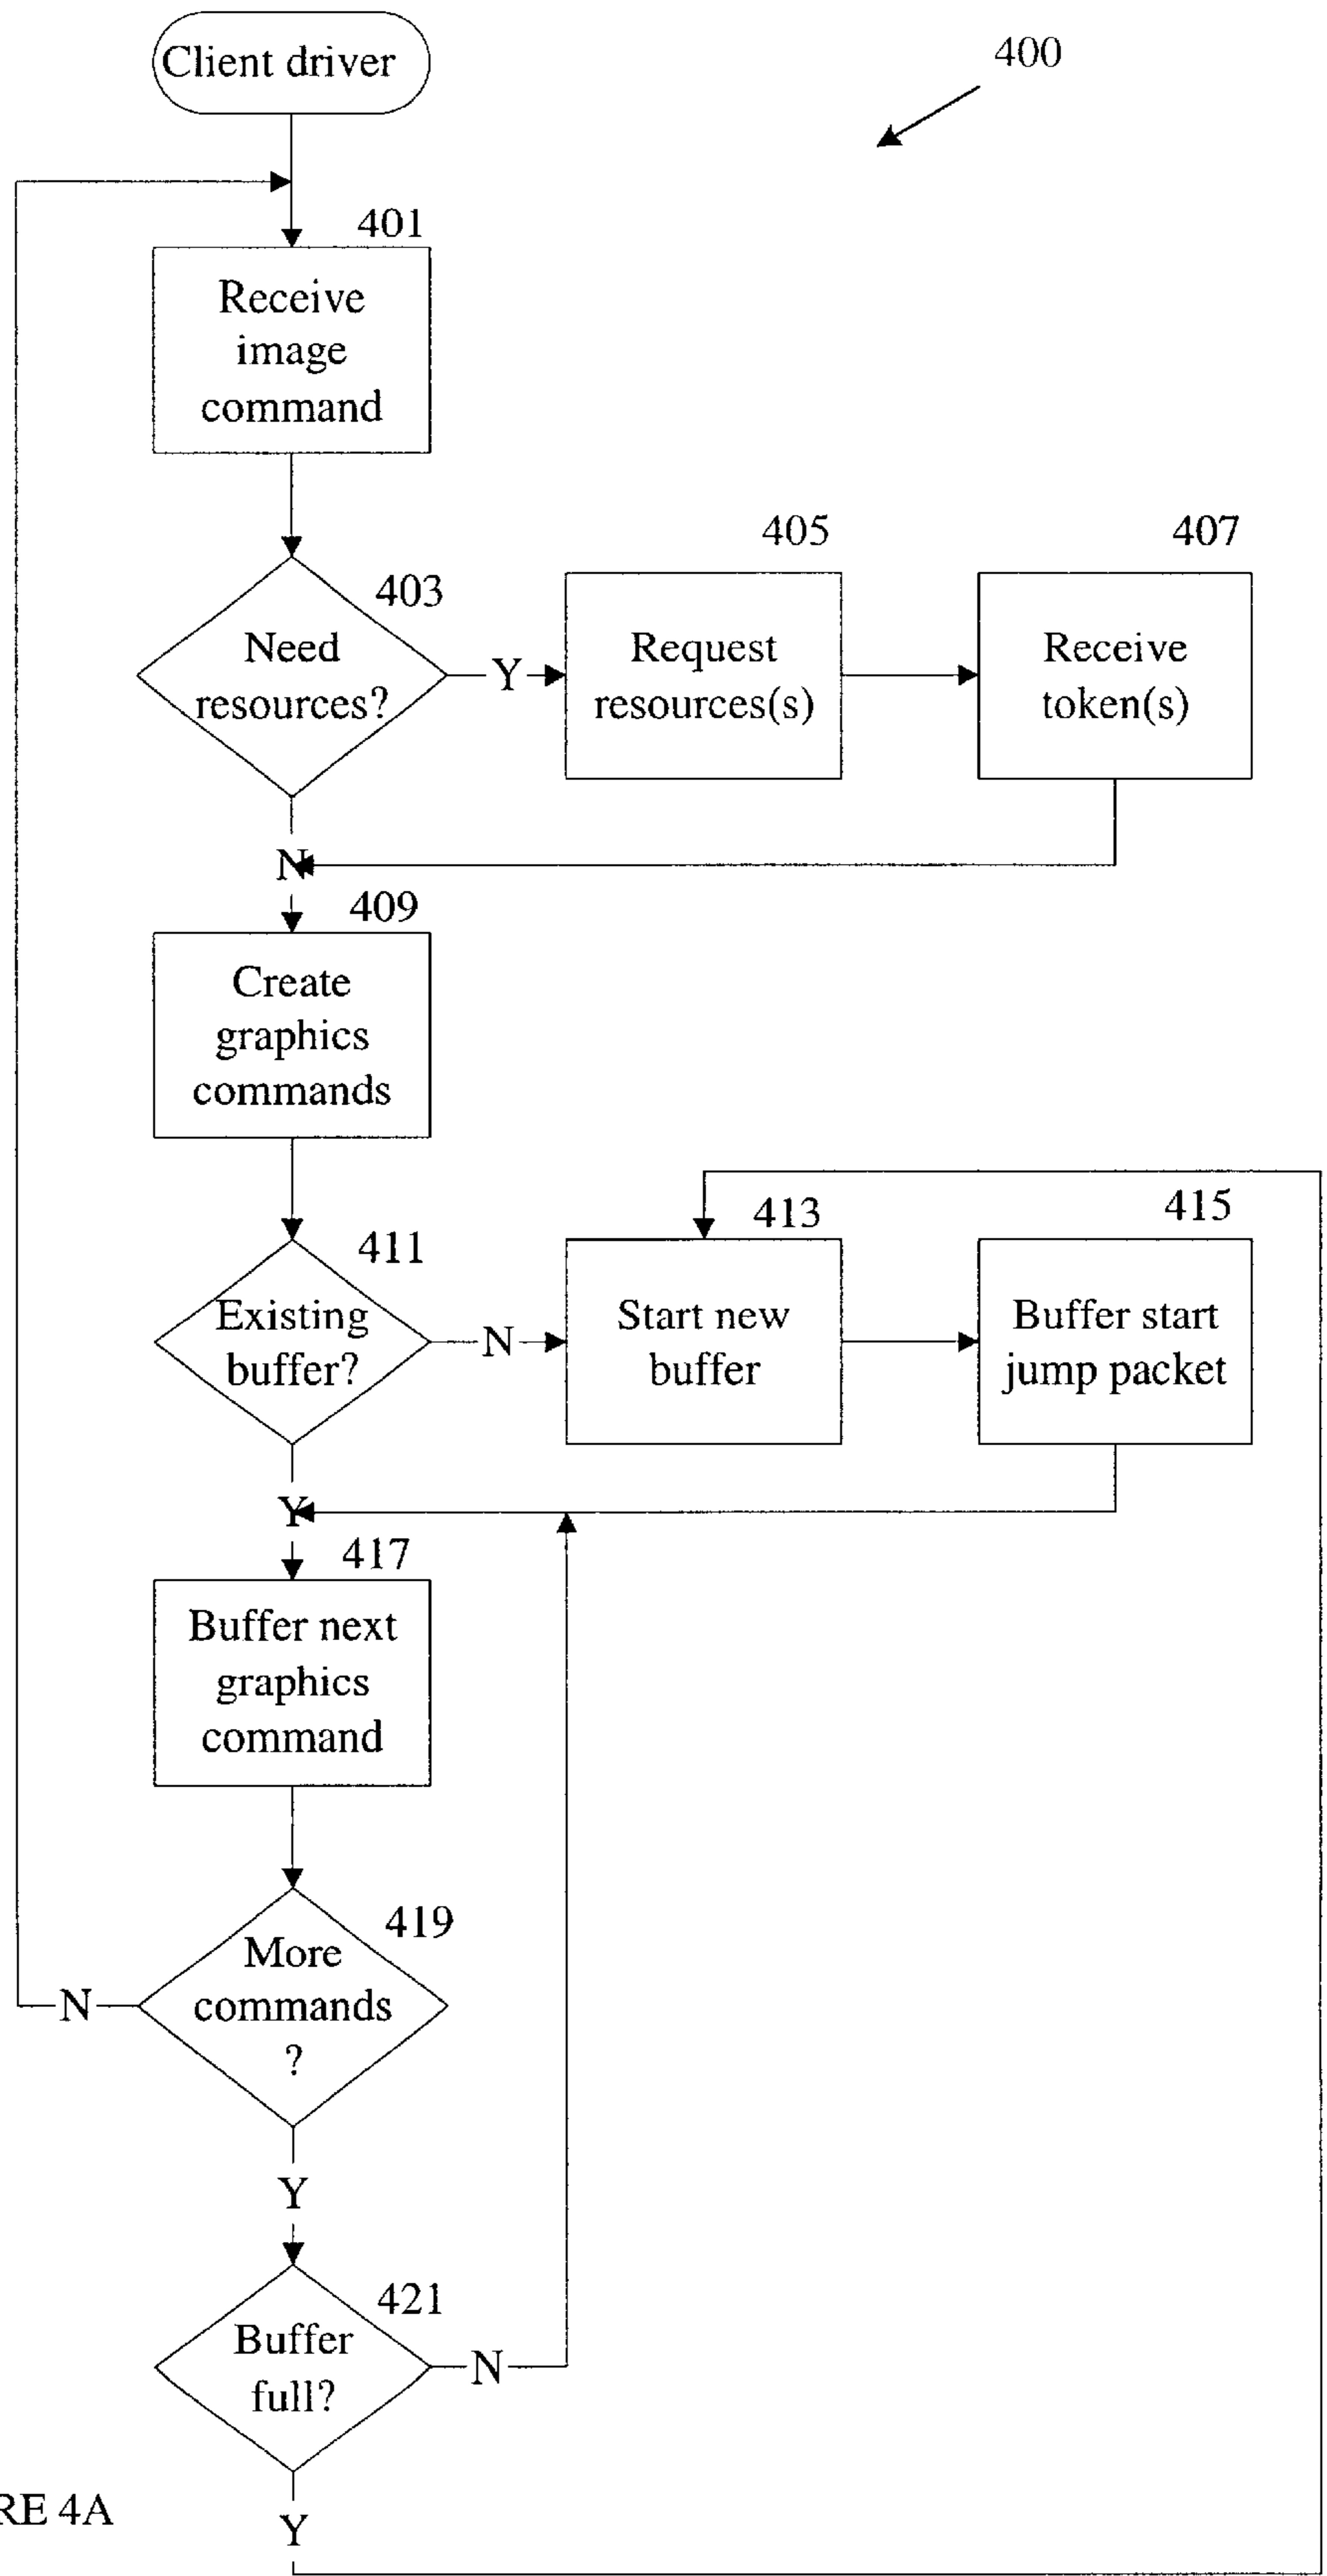 Client driver
400
401
Receive
image
command
403
Need
resources?
Y
405
Request
resources(s)
407
Receive
token(s)
N
409
Create
graphics
commands
411
Existing
buffer?
N
413
Start new
buffer
415
Buffer start
jump packet
Y
417
Buffer next
graphics
command
419
More
commands
?
N
Y
421
Buffer
full?
N
Y
RE 4A